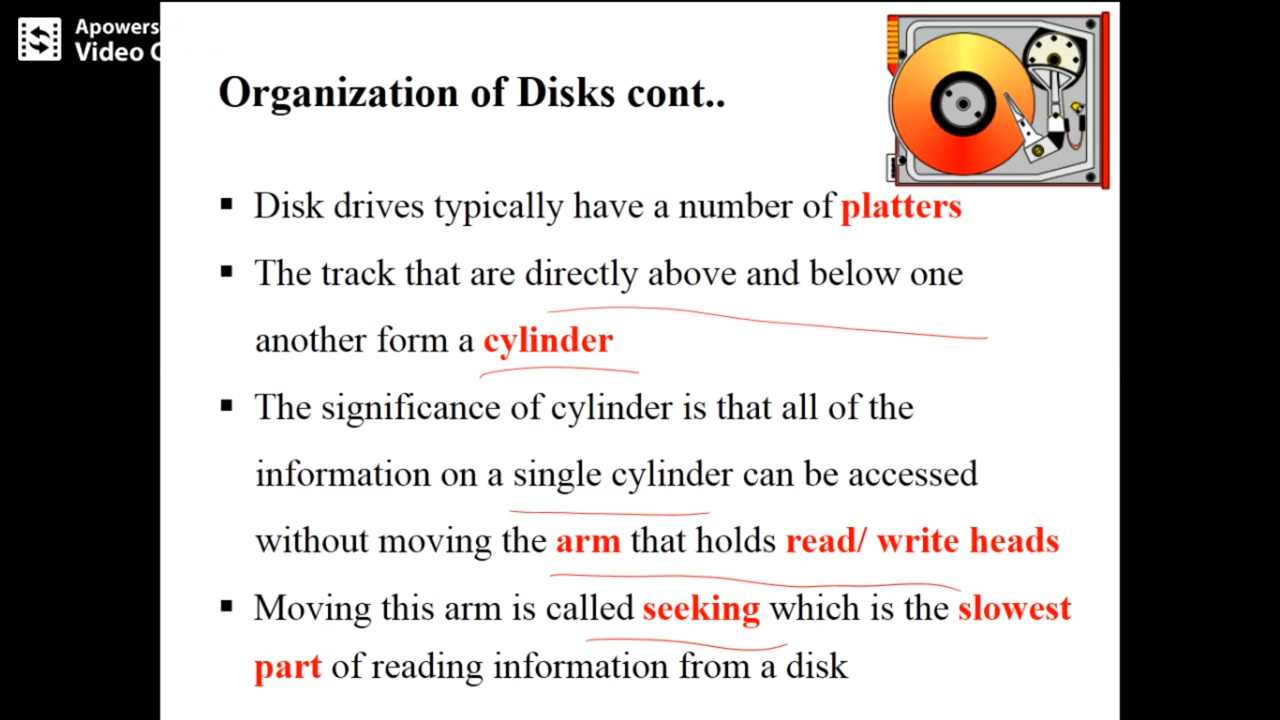 Apowers
Video C
Organization of Disks cont..
▪ Disk drives typically have a number of platters
▪ The track that are directly above and below one
another form a cylinder
▪ The significance of cylinder is that all of the
information on a single cylinder can be accessed
without moving the arm that holds read/ write heads
▪ Moving this arm is called seeking which is the slowest
part of reading information from a disk